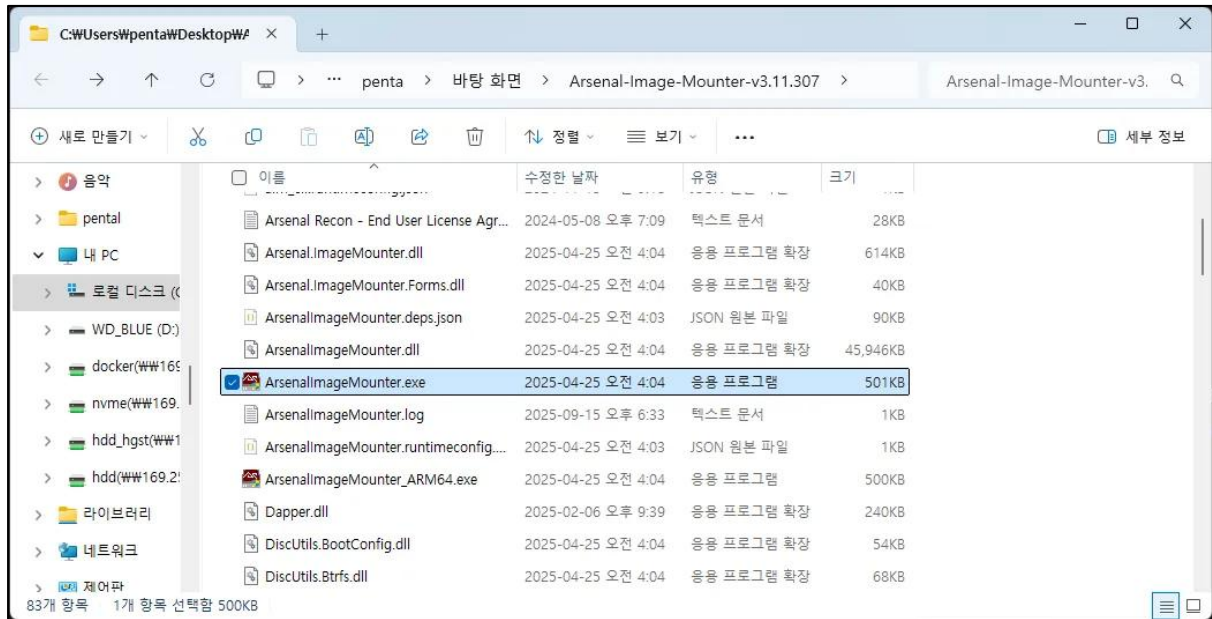 C:₩Users₩penta₩Desktop₩A
penta > 바탕 화면 > Arsenal-Image-Mounter-v3.11.307 >
Arsenal-Image-Mounter-v3.
새로 만들기
정렬
보기
세부 정보
이름 수정한 날짜 유형 크기
Arsenal Recon - End User License Agr... 2024-05-08 오후 7:09 텍스트 문서 28KB
Arsenal.ImageMounter.dll 2025-04-25 오전 4:04 응용 프로그램 확장 614KB
Arsenal.ImageMounter.Forms.dll 2025-04-25 오전 4:04 응용 프로그램 확장 40KB
ArsenalImageMounter.deps.json 2025-04-25 오전 4:03 JSON 원본 파일 90KB
ArsenalImageMounter.dll 2025-04-25 오전 4:04 응용 프로그램 확장 45,946KB
ArsenalImageMounter.exe 2025-04-25 오전 4:04 응용 프로그램 501KB
ArsenalImageMounter.log 2025-09-15 오후 6:33 텍스트 문서 1KB
ArsenalImageMounter.runtimeconfig.... 2025-04-25 오전 4:03 JSON 원본 파일 1KB
ArsenalImageMounter_ARM64.exe 2025-04-25 오전 4:04 응용 프로그램 500KB
Dapper.dll 2025-02-06 오후 9:39 응용 프로그램 확장 240KB
DiscUtils.BootConfig.dll 2025-04-25 오전 4:04 응용 프로그램 확장 54KB
DiscUtils.Btrfs.dll 2025-04-25 오전 4:04 응용 프로그램 확장 68KB
음악
pental
내 PC
로컬 디스크 (C
WD_BLUE (D:)
docker(₩₩169
nvme(₩₩169.
hdd_hgst(₩₩1
hdd(₩₩169.2
라이브러리
네트워크
제어판
83개 항목 1개 항목 선택함 500KB